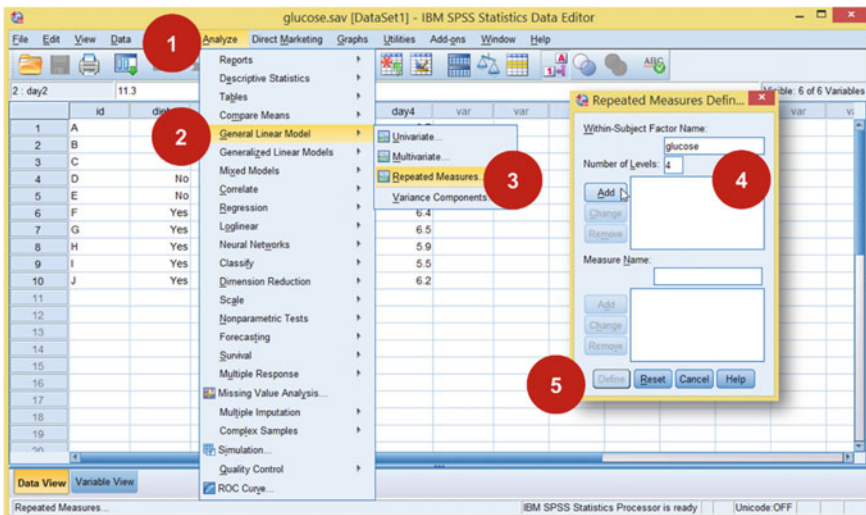 glucose.sav [DataSet1] - IBM SPSS Statistics Data Editor
File Edit View Data Analyze Direct Marketing Graphs Utilities Add-ons Window Help
1
2 : day2 11.3 Visible: 6 of 6 Variables
id day4 var var var
1 A
2 B
3 C
4 D No
5 E No
6 F Yes 6.4
7 G Yes 6.5
8 H Yes 5.9
9 I Yes 5.5
10 J Yes 6.2
11
12
13
14
15
16
17
18
19
20
2
Reports
Descriptive Statistics
Tables
Compare Means
General Linear Model
Generalized Linear Models
Mixed Models
Correlate
Regression
Loglinear
Neural Networks
Classify
Dimension Reduction
Scale
Nonparametric Tests
Forecasting
Survival
Multiple Response
Missing Value Analysis...
Multiple Imputation
Complex Samples
Simulation...
Quality Control
ROC Curve...
Univariate...
Multivariate...
Repeated Measures...
Variance Components
3
Repeated Measures Defin...
Within-Subject Factor Name:
glucose
Number of Levels: 4
4
Add
Change
Remove
Measure Name:
Add
Change
Remove
5
Define Reset Cancel Help
Data View Variable View
Repeated Measures... IBM SPSS Statistics Processor is ready Unicode:OFF